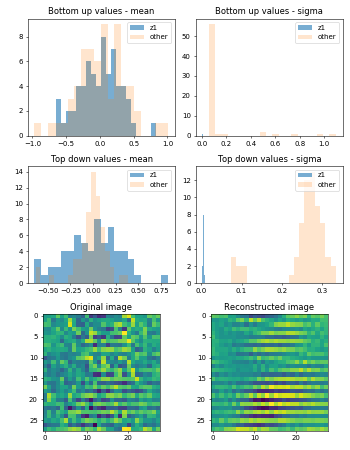 Bottom up values - mean
Bottom up values - sigma
8
6
4
2
0
z1
other
−1.0 −0.5 0.0 0.5 1.0
50
40
30
20
10
0
z1
other
0.0 0.2 0.4 0.6 0.8 1.0
Top down values - mean
Top down values - sigma
14
12
10
8
6
4
2
0
z1
other
−0.50 −0.25 0.00 0.25 0.50 0.75
12
10
8
6
4
2
0
z1
other
0.0 0.1 0.2 0.3
Original image
Reconstructed image
0
5
10
15
20
25
0 10 20
0
5
10
15
20
25
0 10 20